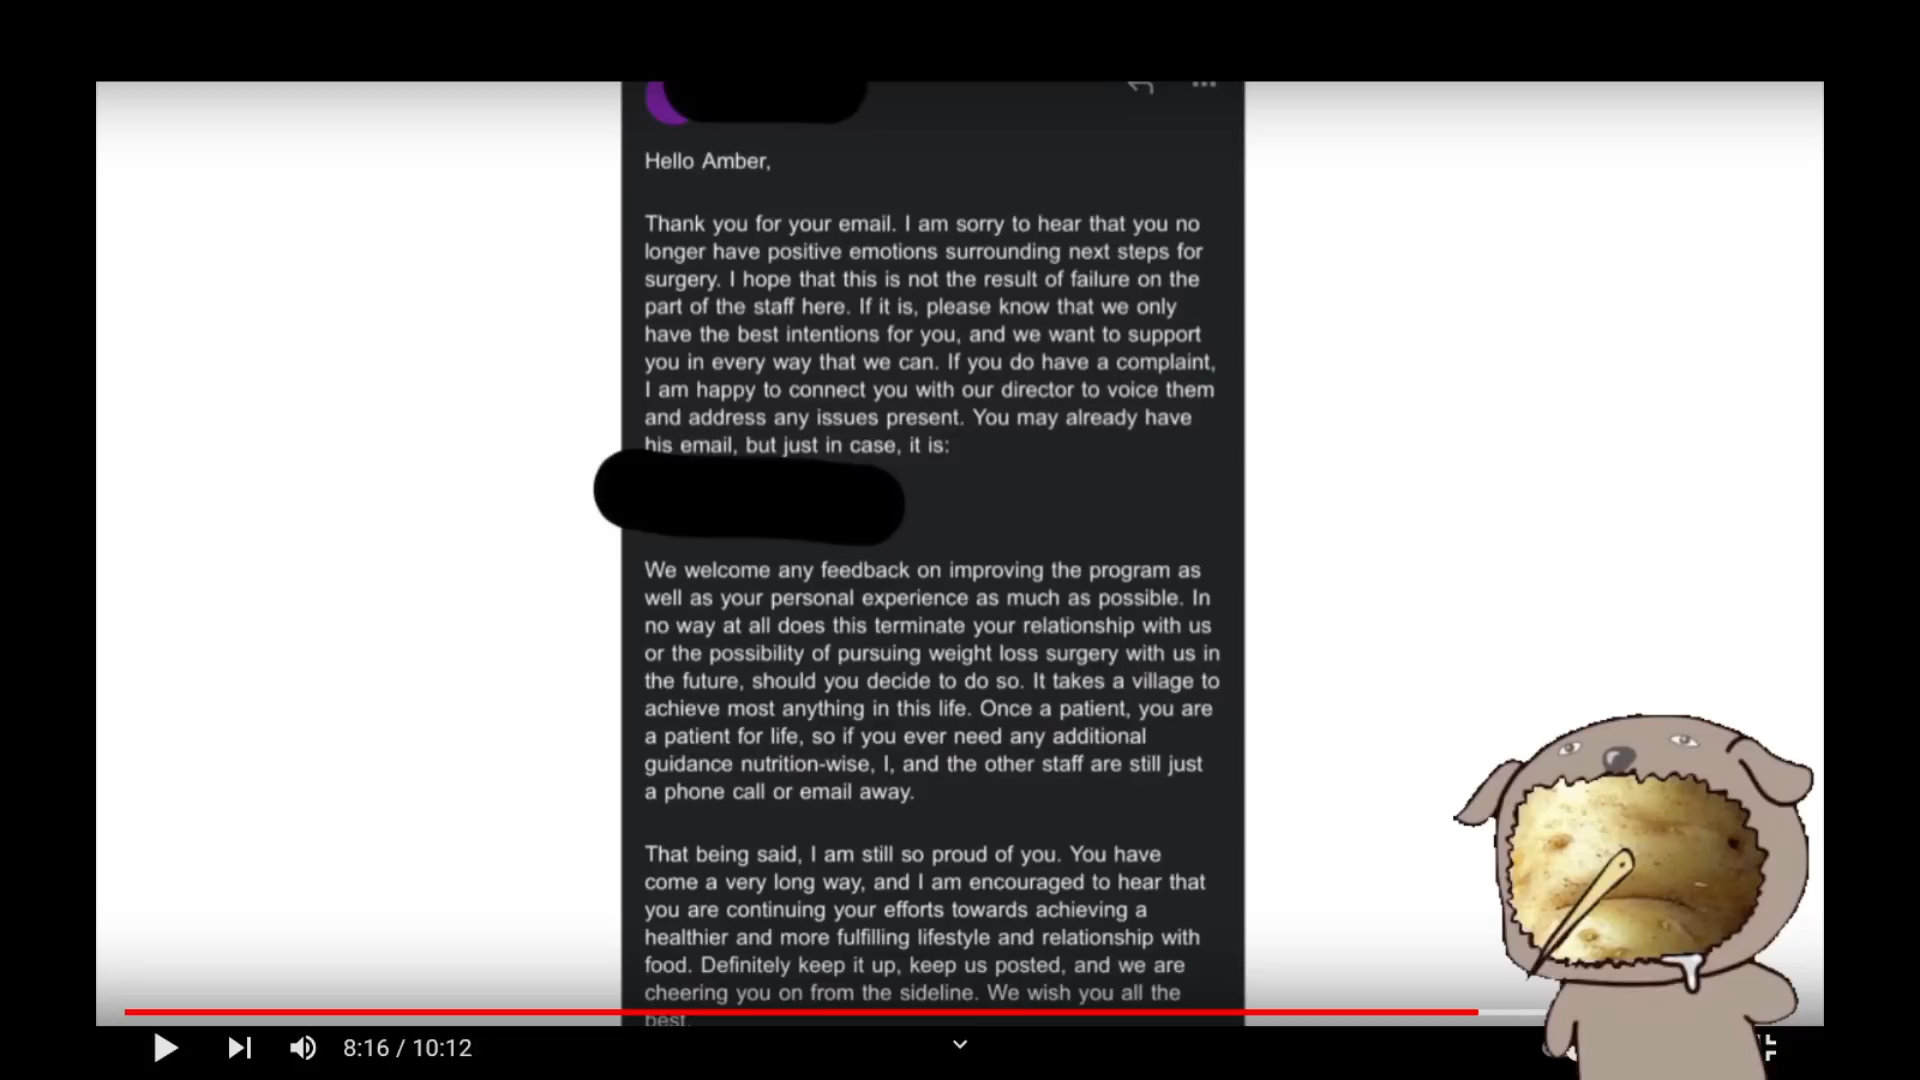 Hello Amber,
Thank you for your email. I am sorry to hear that you no
longer have positive emotions surrounding next steps for
surgery. I hope that this is not the result of failure on the
part of the staff here. If it is, please know that we only
have the best intentions for you, and we want to support
you in every way that we can. If you do have a complaint,
I am happy to connect you with our director to voice them
and address any issues present. You may already have
his email, but just in case, it is:
We welcome any feedback on improving the program as
well as your personal experience as much as possible. In
no way at all does this terminate your relationship with us
or the possibility of pursuing weight loss surgery with us in
the future, should you decide to do so. It takes a village to
achieve most anything in this life. Once a patient, you are
a patient for life, so if you ever need any additional
guidance nutrition-wise, I, and the other staff are still just
a phone call or email away.
That being said, I am still so proud of you. You have
come a very long way, and I am encouraged to hear that
you are continuing your efforts towards achieving a
healthier and more fulfilling lifestyle and relationship with
food. Definitely keep it up, keep us posted, and we are
cheering you on from the sideline. We wish you all the
best.
8:16 / 10:12